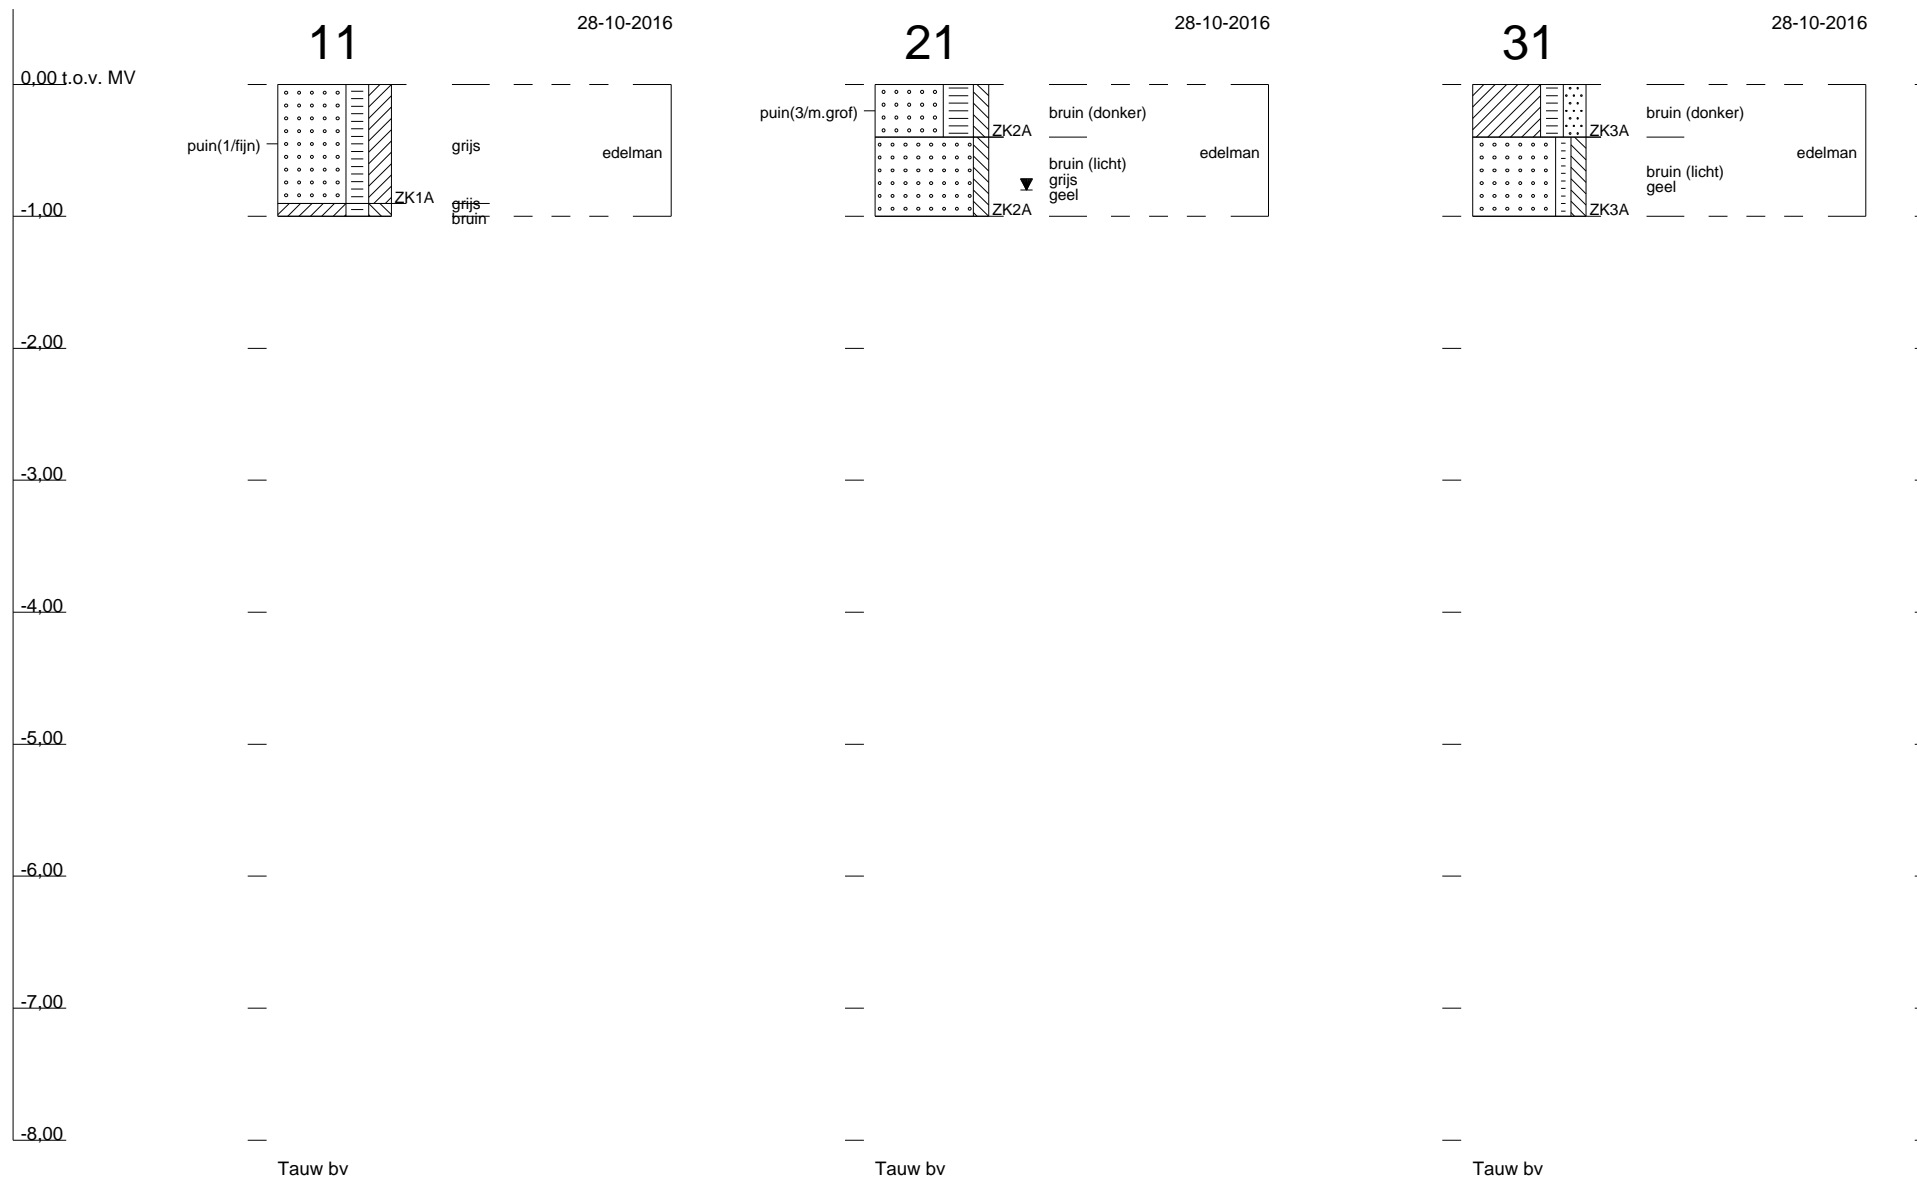 11
28-10-2016
21
28-10-2016
31
28-10-2016
0,00 t.o.v. MV
puin(1/fijn)
grijs
edelman
ZK1A
grijs
bruin
puin(3/m.grof)
bruin (donker)
ZK2A
edelman
bruin (licht)
grijs
geel
ZK2A
bruin (donker)
ZK3A
edelman
bruin (licht)
geel
ZK3A
-1,00
-2,00
-3,00
-4,00
-5,00
-6,00
-7,00
-8,00
Tauw bv
Tauw bv
Tauw bv